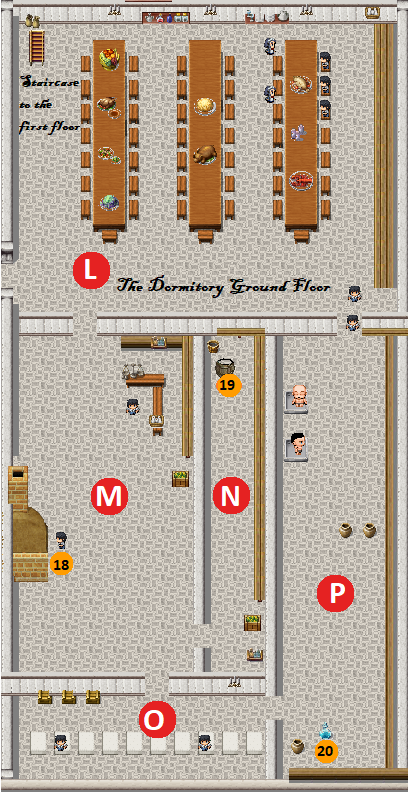 Staircase
to the
first floor
L
The Dormitory Ground Floor
19
M
N
18
P
O
20